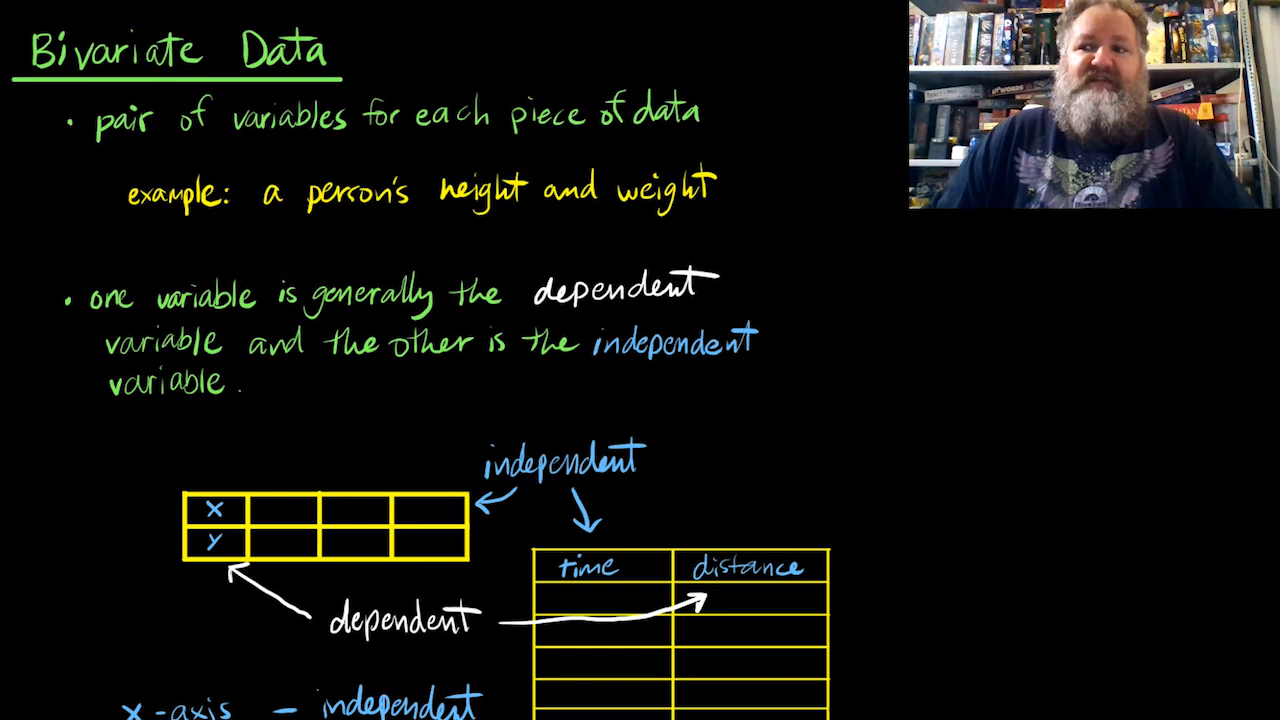 Bivariate Data
• pair of variables for each piece of data
example: a person's height and weight
• one variable is generally the dependent
variable and the other is the independent
variable.
independent
x
y
time distance
dependent
x-axis - independent
CATAN